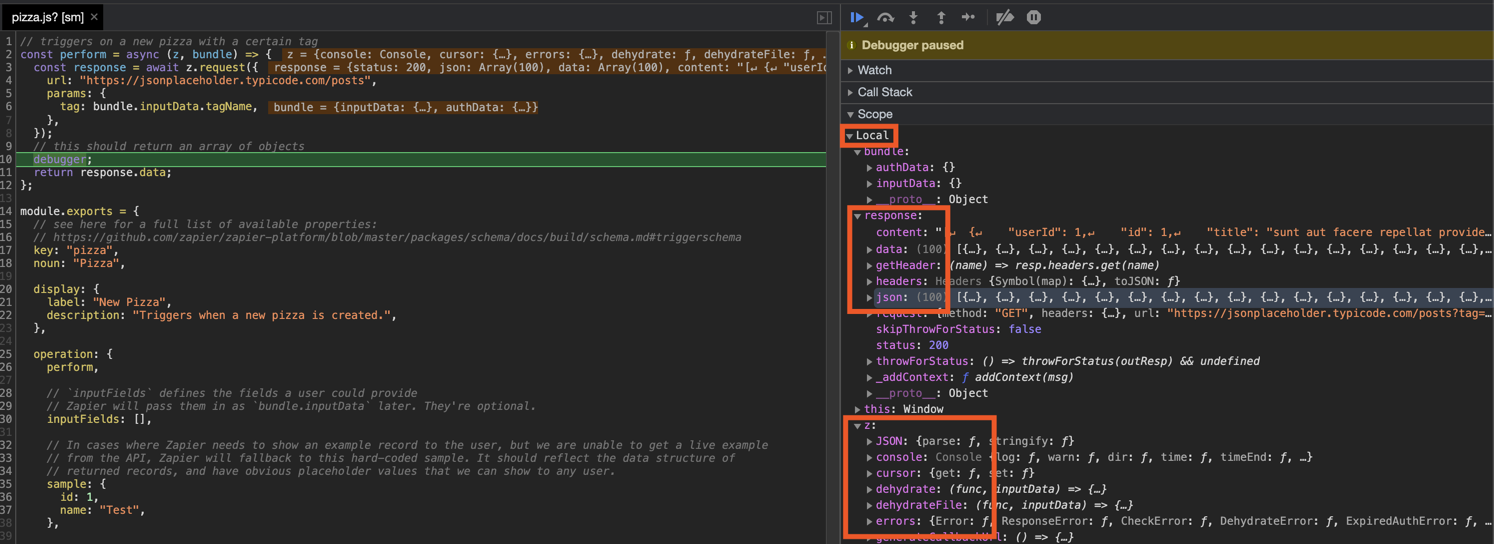 pizza.js? [sm] ×
1 // triggers on a new pizza with a certain tag
2 const perform = async (z, bundle) => { z = {console: Console, cursor: {…}, errors: {…}, dehydrate: ƒ, dehydrateFile: ƒ, .
3 const response = await z.request({ response = {status: 200, json: Array(100), data: Array(100), content: "[↵ {↵ "userId
4 url: "https://jsonplaceholder.typicode.com/posts",
5 params: {
6 tag: bundle.inputData.tagName, bundle = {inputData: {…}, authData: {…}}
7 },
8 });
9 // this should return an array of objects
10 debugger;
11 return response.data;
12 };
13
14 module.exports = {
15 // see here for a full list of available properties:
16 // https://github.com/zapier/zapier-platform/blob/master/packages/schema/docs/build/schema.md#triggerschema
17 key: "pizza",
18 noun: "Pizza",
19
20 display: {
21 label: "New Pizza",
22 description: "Triggers when a new pizza is created.",
23 },
24
25 operation: {
26 perform,
27
28 // `inputFields` defines the fields a user could provide
29 // Zapier will pass them in as `bundle.inputData` later. They're optional.
30 inputFields: [],
31
32 // In cases where Zapier needs to show an example record to the user, but we are unable to get a live example
33 // from the API, Zapier will fallback to this hard-coded sample. It should reflect the data structure of
34 // returned records, and have obvious placeholder values that we can show to any user.
35 sample: {
36 id: 1,
37 name: "Test",
38 },
39
Debugger paused
Watch
Call Stack
Scope
Local
bundle:
authData: {}
inputData: {}
__proto__: Object
response:
content: "[↵ {↵ "userId": 1,↵ "id": 1,↵ "title": "sunt aut facere repellat provide…
data: (100) [{…}, {…}, {…}, {…}, {…}, {…}, {…}, {…}, {…}, {…}, {…}, {…}, {…}, {…}, {…}, {…},…
getHeader: (name) => resp.headers.get(name)
headers: Headers {Symbol(map): {…}, toJSON: ƒ}
json: (100) [{…}, {…}, {…}, {…}, {…}, {…}, {…}, {…}, {…}, {…}, {…}, {…}, {…}, {…}, {…}, {…},…
request: {method: "GET", headers: {…}, url: "https://jsonplaceholder.typicode.com/posts?tag=…
skipThrowForStatus: false
status: 200
throwForStatus: () => throwForStatus(outResp) && undefined
_addContext: ƒ addContext(msg)
__proto__: Object
this: Window
z:
JSON: {parse: ƒ, stringify: ƒ}
console: Console {log: ƒ, warn: ƒ, dir: ƒ, time: ƒ, timeEnd: ƒ, …}
cursor: {get: ƒ, set: ƒ}
dehydrate: (func, inputData) => {…}
dehydrateFile: (func, inputData) => {…}
errors: {Error: ƒ, ResponseError: ƒ, CheckError: ƒ, DehydrateError: ƒ, ExpiredAuthError: ƒ, …
generateCallbackUrl: () => {…}